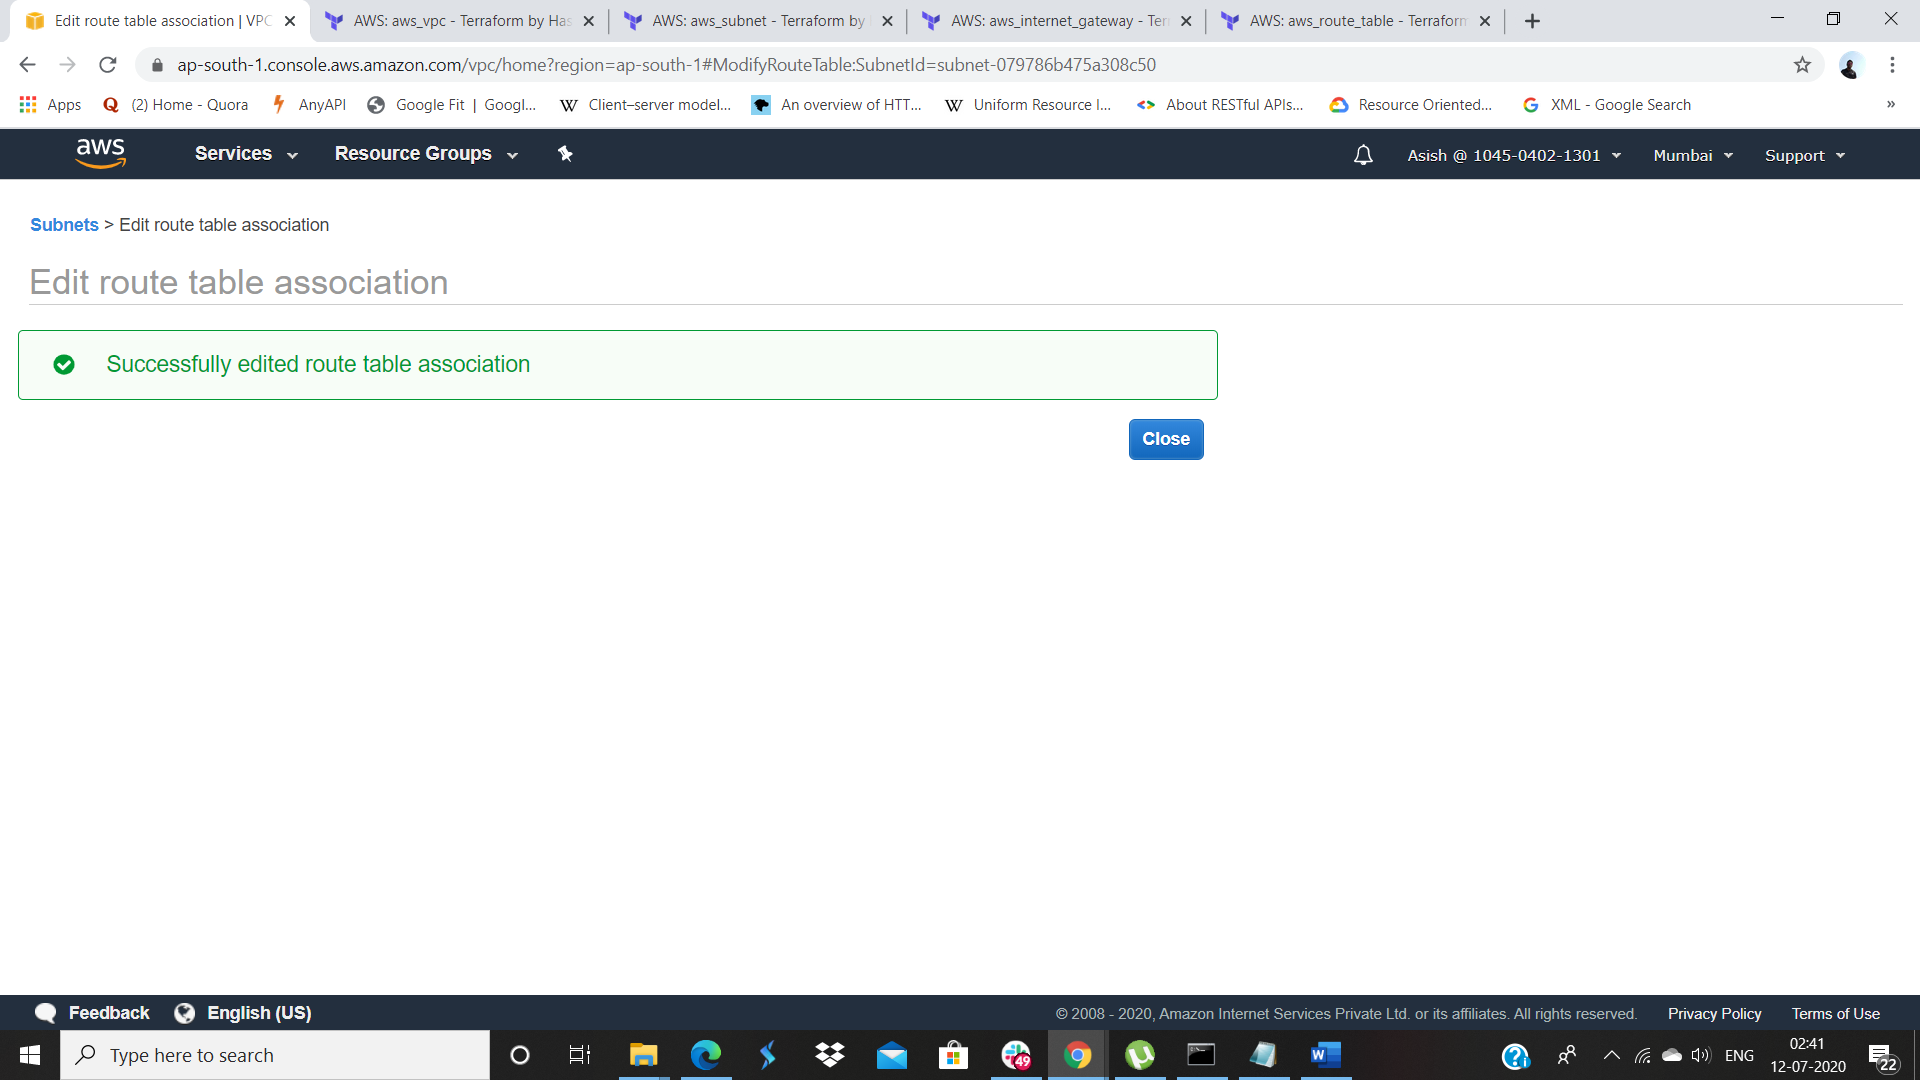 Edit route table association | VPC
AWS: aws_vpc - Terraform by Has
AWS: aws_subnet - Terraform by
AWS: aws_internet_gateway - Ter
AWS: aws_route_table - Terraform
ap-south-1.console.aws.amazon.com/vpc/home?region=ap-south-1#ModifyRouteTable:SubnetId=subnet-079786b475a308c50
Apps
(2) Home - Quora
AnyAPI
Google Fit | Googl...
Client–server model...
An overview of HTT...
Uniform Resource I...
About RESTful APIs...
Resource Oriented...
XML - Google Search
»
aws
Services
Resource Groups
Asish @ 1045-0402-1301
Mumbai
Support
Subnets > Edit route table association
Edit route table association
Successfully edited route table association
Close
Feedback
English (US)
© 2008 - 2020, Amazon Internet Services Private Ltd. or its affiliates. All rights reserved.
Privacy Policy
Terms of Use
Type here to search
49
ENG
02:41
12-07-2020
22